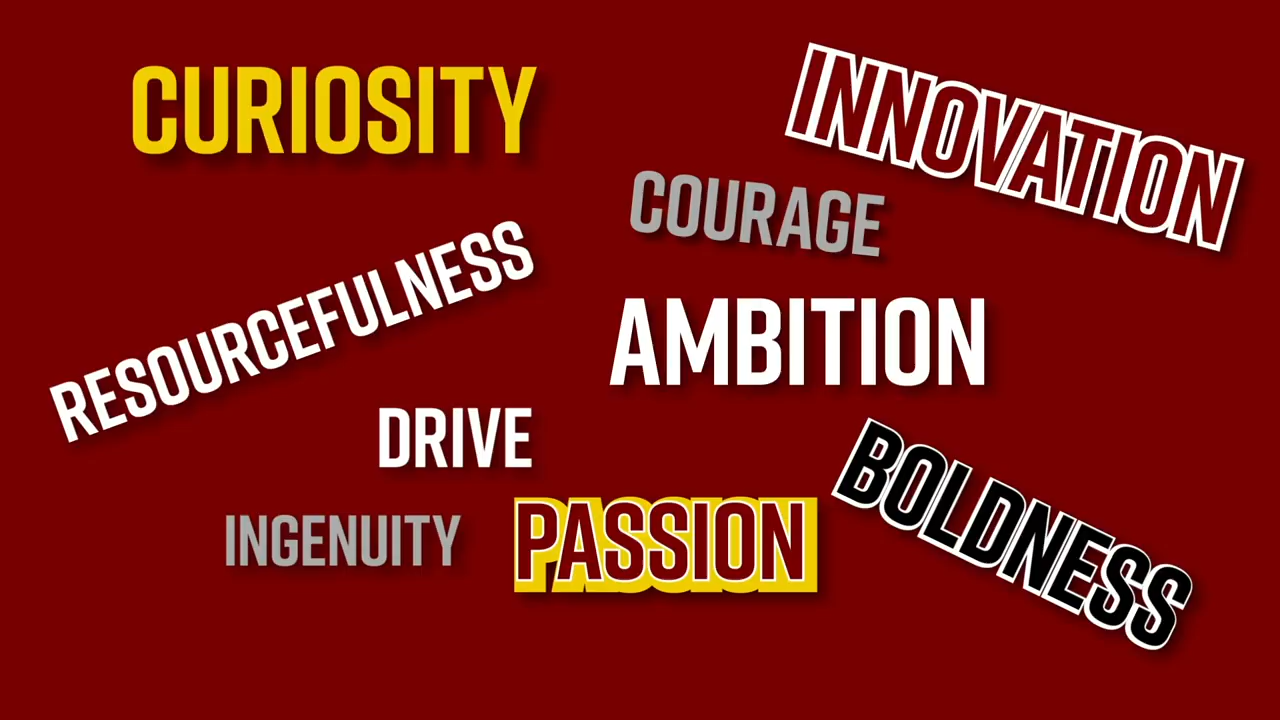 CURIOSITY
INNOVATION
COURAGE
RESOURCEFULNESS
AMBITION
DRIVE
BOLDNESS
INGENUITY
PASSION